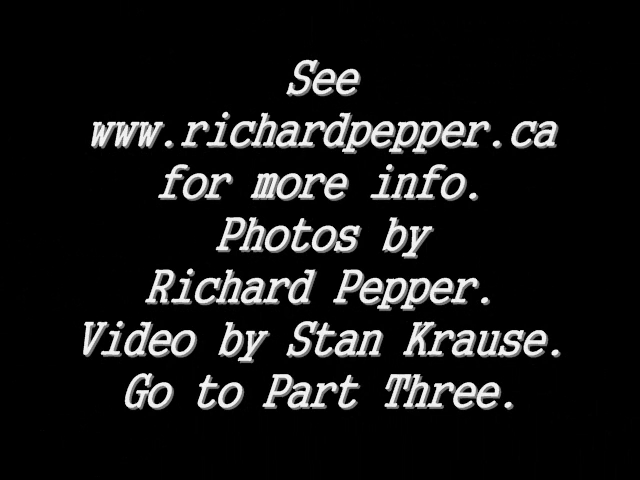 See
www.richardpepper.ca
for more info.
Photos by
Richard Pepper.
Video by Stan Krause.
Go to Part Three.